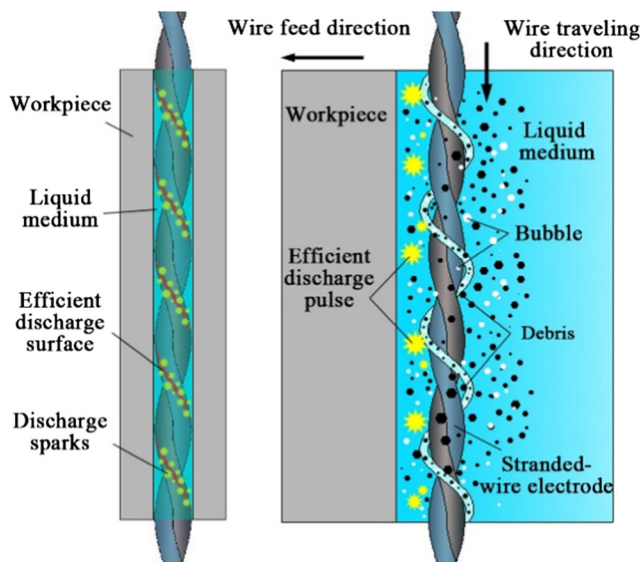 Wire feed direction
Wire traveling
direction
Workpiece
Liquid
medium
Efficient
discharge
surface
Discharge
sparks
Workpiece
Liquid
medium
Bubble
Efficient
discharge
pulse
Debris
Stranded-
wire electrode